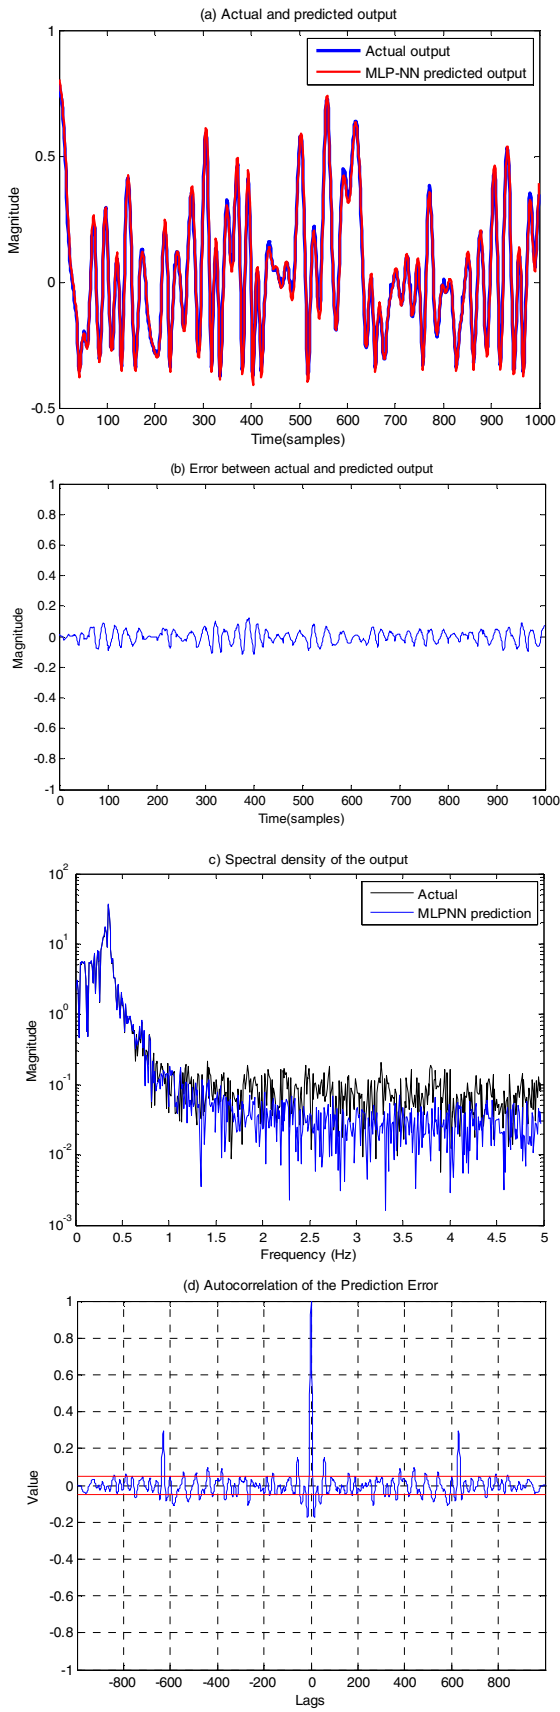 (a) Actual and predicted output
1
0.5
0
-0.5
Magnitude
Actual output
MLP-NN predicted output
0 100 200 300 400 500 600 700 800 900 1000
Time(samples)
(b) Error between actual and predicted output
1
0.8
0.6
0.4
0.2
0
-0.2
-0.4
-0.6
-0.8
-1
Magnitude
0 100 200 300 400 500 600 700 800 900 1000
Time(samples)
c) Spectral density of the output
10^2
10^1
10^0
10^-1
10^-2
10^-3
Magnitude
Actual
MLPNN prediction
0 0.5 1 1.5 2 2.5 3 3.5 4 4.5 5
Frequency (Hz)
(d) Autocorrelation of the Prediction Error
1
0.8
0.6
0.4
0.2
0
-0.2
-0.4
-0.6
-0.8
-1
Value
-800 -600 -400 -200 0 200 400 600 800
Lags